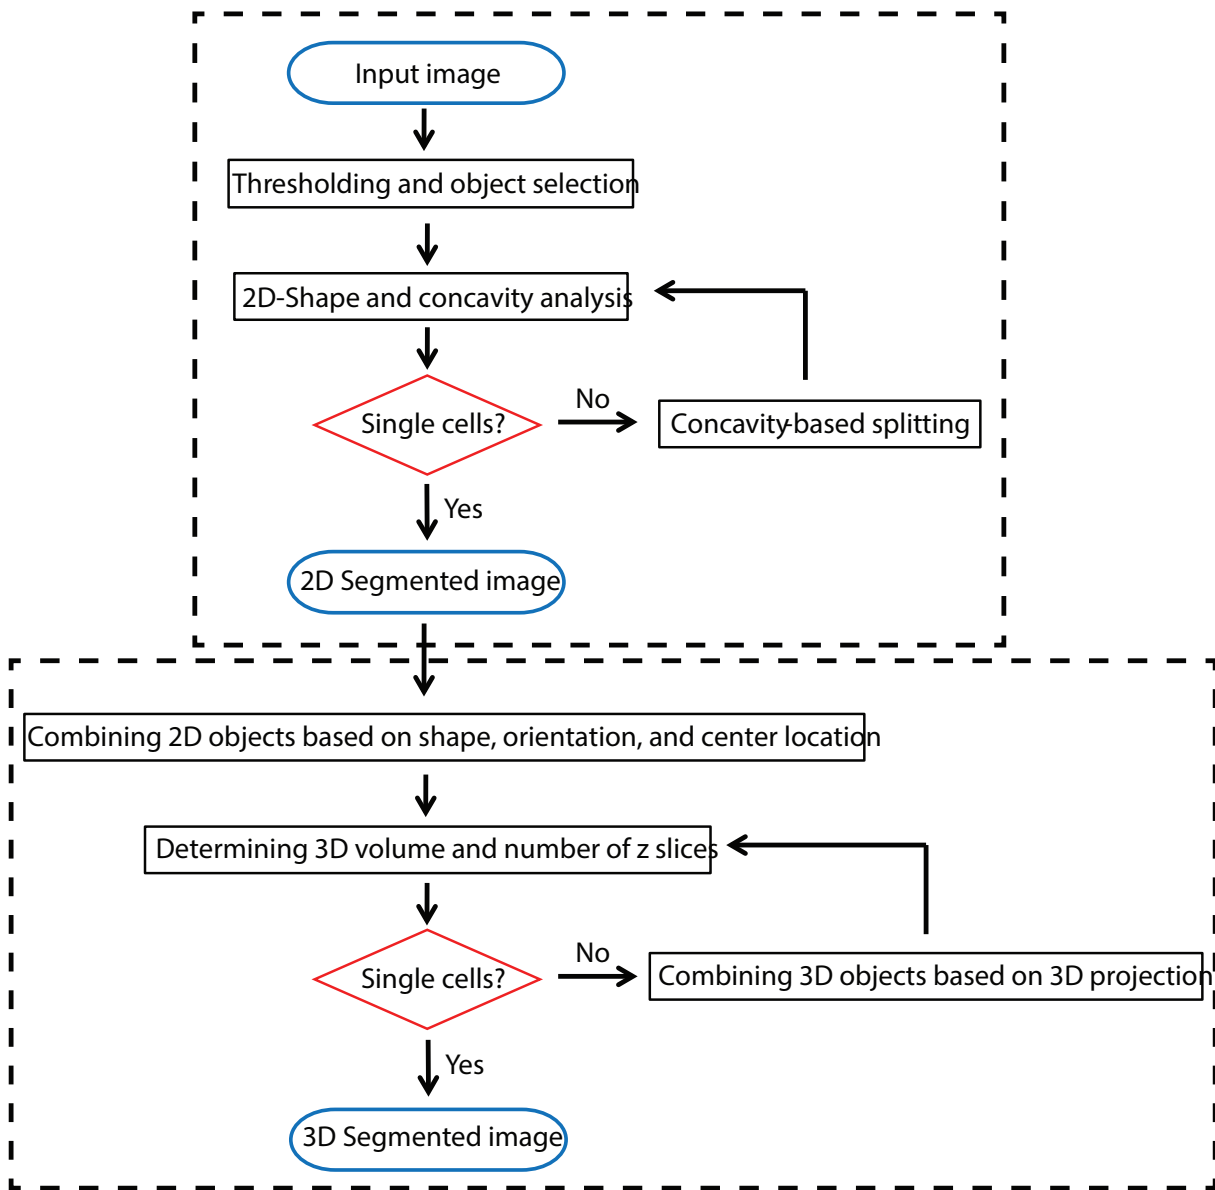 Input image
Thresholding and object selection
2D-Shape and concavity analysis
Single cells?
No
Concavity-based splitting
Yes
2D Segmented image
Combining 2D objects based on shape, orientation, and center location
Determining 3D volume and number of z slices
Single cells?
No
Combining 3D objects based on 3D projection
Yes
3D Segmented image